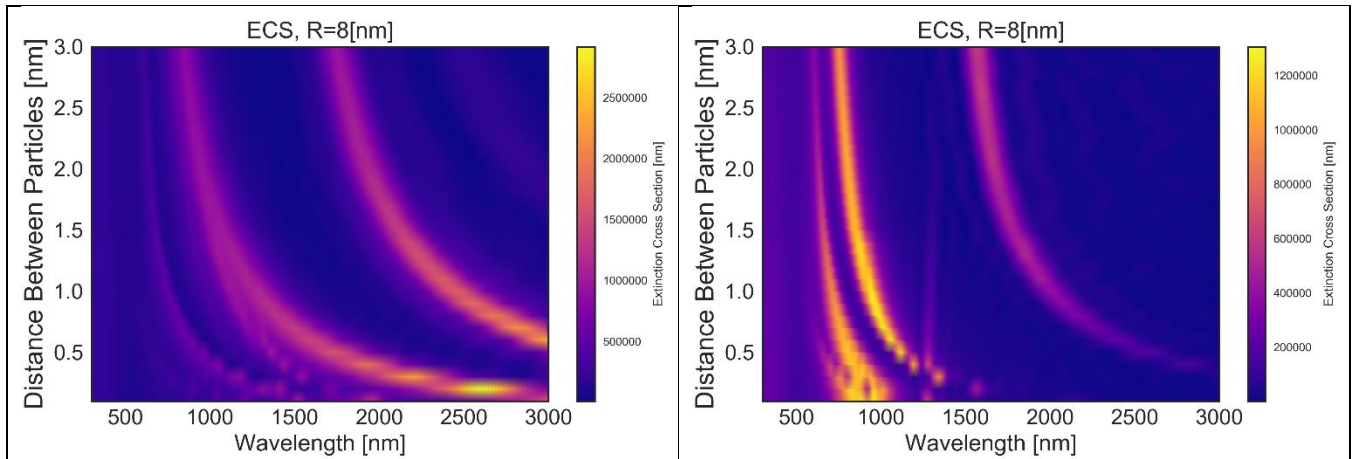 ECS, R=8[nm]
Distance Between Particles [nm]
3.0
2.5
2.0
1.5
1.0
0.5
500 1000 1500 2000 2500 3000
Wavelength [nm]
2500000
2000000
1500000
1000000
500000
Extinction Cross Section [nm]
ECS, R=8[nm]
Distance Between Particles [nm]
3.0
2.5
2.0
1.5
1.0
0.5
500 1000 1500 2000 2500 3000
Wavelength [nm]
1200000
1000000
800000
600000
400000
200000
Extinction Cross Section [nm]